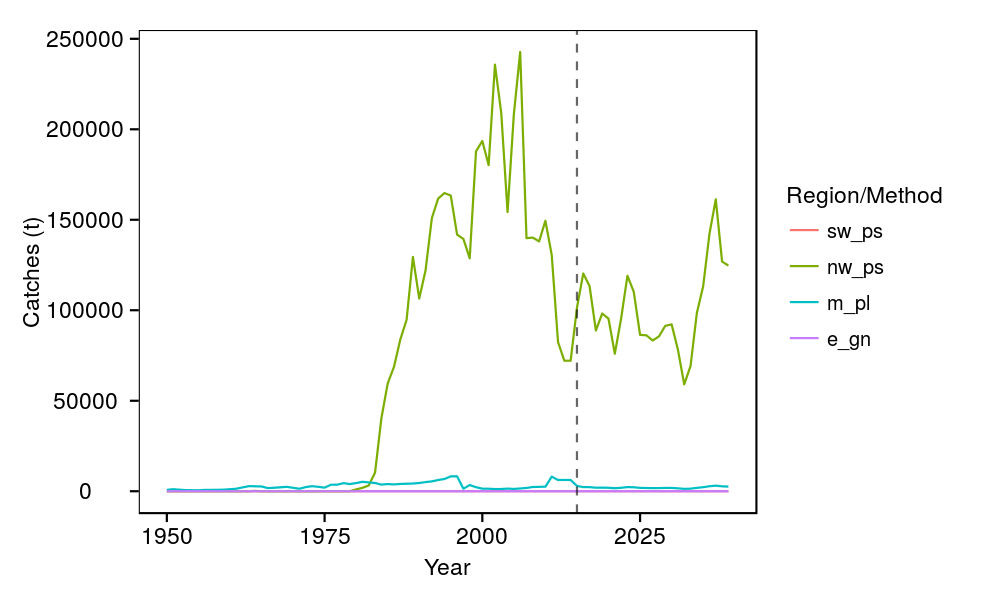 250000
200000
150000
100000
50000
0
Catches (t)
1950
1975
2000
2025
Year
Region/Method
sw_ps
nw_ps
m_pl
e_gn